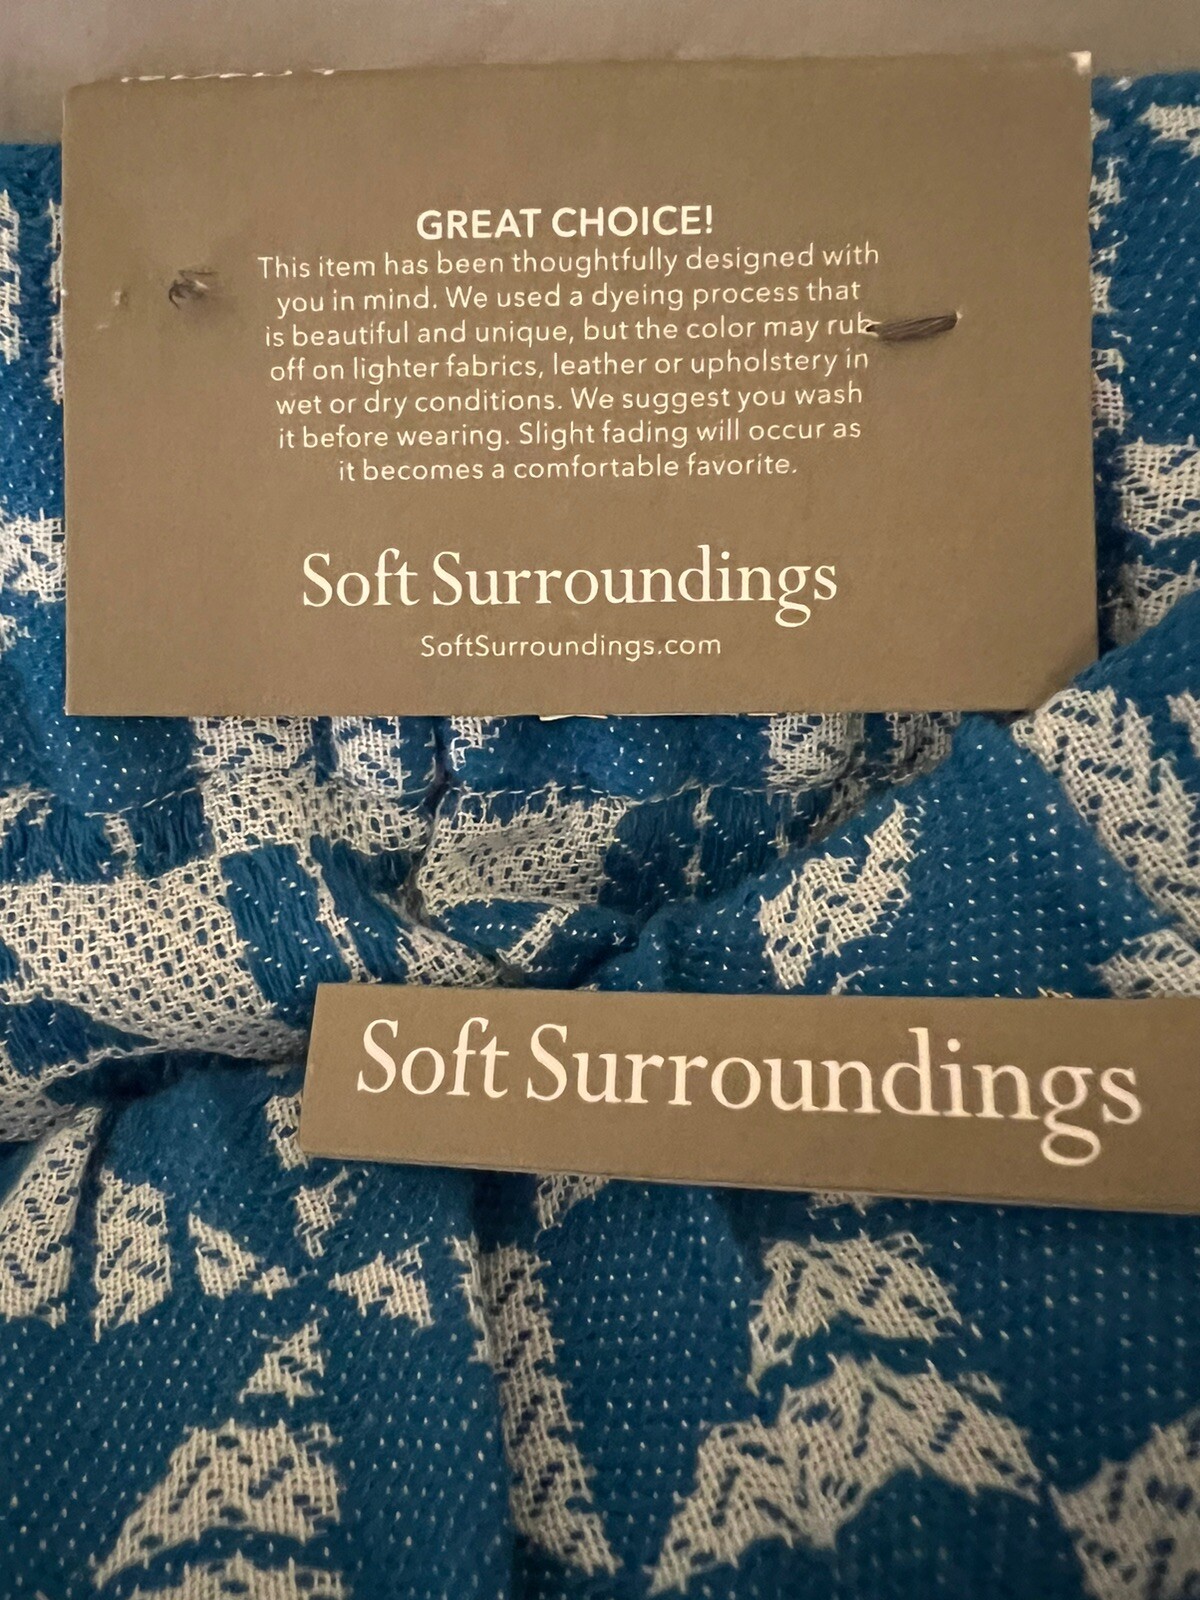 GREAT CHOICE!
This item has been thoughtfully designed with
you in mind. We used a dyeing process that
is beautiful and unique, but the color may rub
off on lighter fabrics, leather or upholstery in
wet or dry conditions. We suggest you wash
it before wearing. Slight fading will occur as
it becomes a comfortable favorite.
Soft Surroundings
SoftSurroundings.com
Soft Surroundings